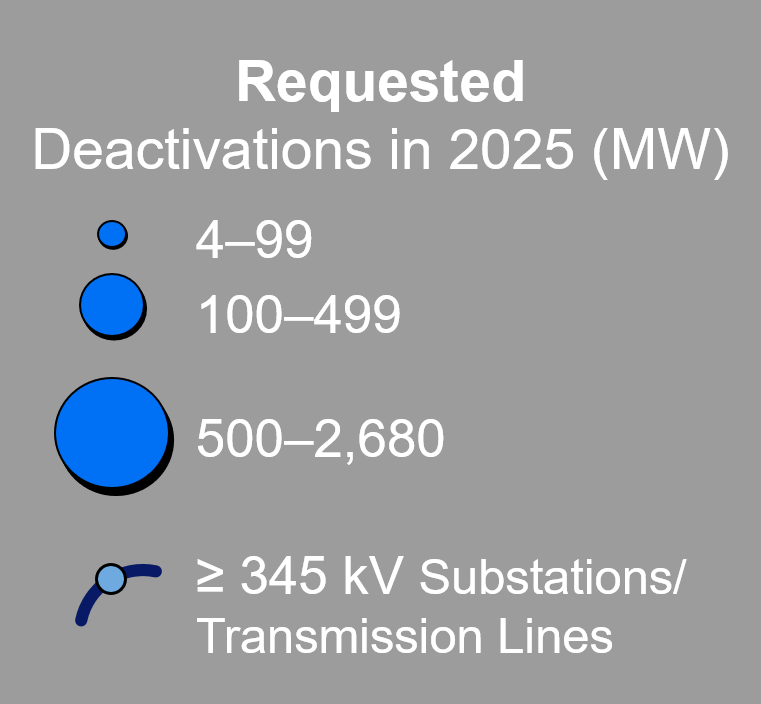 Requested
Deactivations in 2025 (MW)
4–99
100–499
500–2,680
≥ 345 kV Substations/
Transmission Lines